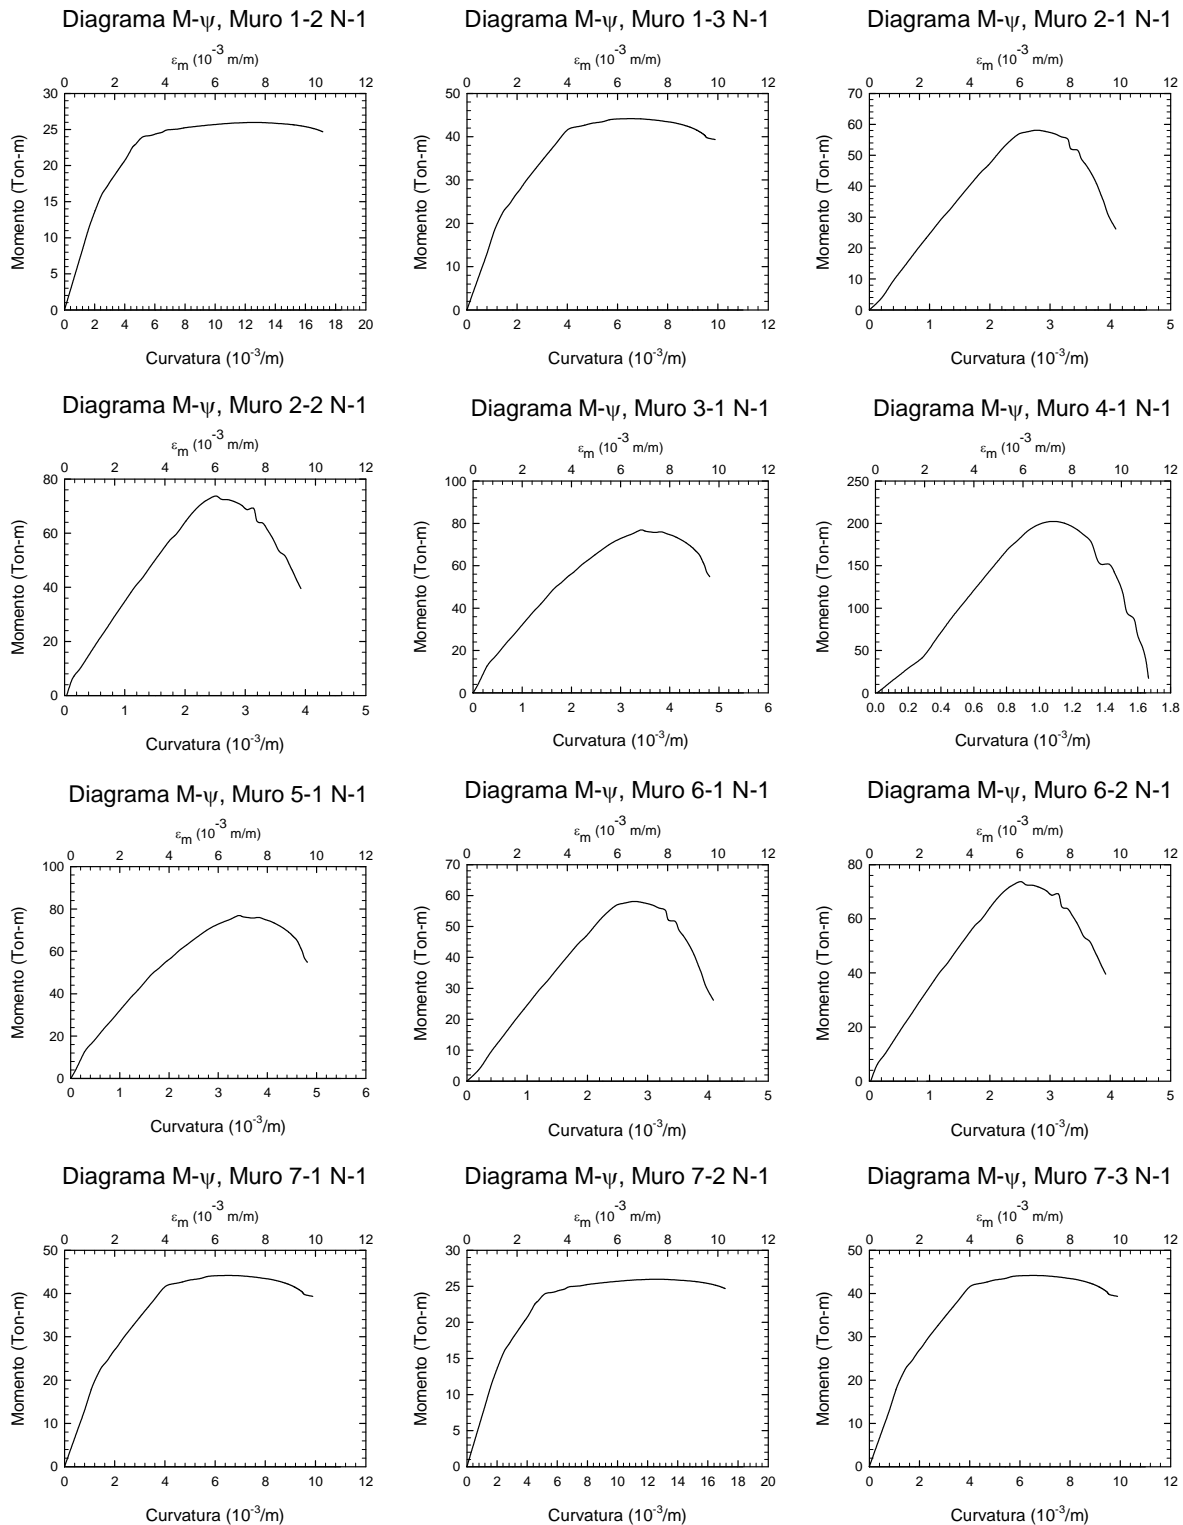 Diagrama M-ψ, Muro 1-2 N-1
εm (10-3 m/m)
0 2 4 6 8 10 12
30
25
20
15
10
5
0
Momento (Ton-m)
0 2 4 6 8 10 12 14 16 18 20
Curvatura (10-3/m)
Diagrama M-ψ, Muro 1-3 N-1
εm (10-3 m/m)
0 2 4 6 8 10 12
50
40
30
20
10
0
Momento (Ton-m)
0 2 4 6 8 10 12
Curvatura (10-3/m)
Diagrama M-ψ, Muro 2-1 N-1
εm (10-3 m/m)
0 2 4 6 8 10 12
70
60
50
40
30
20
10
0
Momento (Ton-m)
0 1 2 3 4 5
Curvatura (10-3/m)
Diagrama M-ψ, Muro 2-2 N-1
εm (10-3 m/m)
0 2 4 6 8 10 12
80
60
40
20
0
Momento (Ton-m)
0 1 2 3 4 5
Curvatura (10-3/m)
Diagrama M-ψ, Muro 3-1 N-1
εm (10-3 m/m)
0 2 4 6 8 10 12
100
80
60
40
20
0
Momento (Ton-m)
0 1 2 3 4 5 6
Curvatura (10-3/m)
Diagrama M-ψ, Muro 4-1 N-1
εm (10-3 m/m)
0 2 4 6 8 10 12
250
200
150
100
50
0
Momento (Ton-m)
0.0 0.2 0.4 0.6 0.8 1.0 1.2 1.4 1.6 1.8
Curvatura (10-3/m)
Diagrama M-ψ, Muro 5-1 N-1
εm (10-3 m/m)
0 2 4 6 8 10 12
100
80
60
40
20
0
Momento (Ton-m)
0 1 2 3 4 5 6
Curvatura (10-3/m)
Diagrama M-ψ, Muro 6-1 N-1
εm (10-3 m/m)
0 2 4 6 8 10 12
70
60
50
40
30
20
10
0
Momento (Ton-m)
0 1 2 3 4 5
Curvatura (10-3/m)
Diagrama M-ψ, Muro 6-2 N-1
εm (10-3 m/m)
0 2 4 6 8 10 12
80
60
40
20
0
Momento (Ton-m)
0 1 2 3 4 5
Curvatura (10-3/m)
Diagrama M-ψ, Muro 7-1 N-1
εm (10-3 m/m)
0 2 4 6 8 10 12
50
40
30
20
10
0
Momento (Ton-m)
0 2 4 6 8 10 12
Curvatura (10-3/m)
Diagrama M-ψ, Muro 7-2 N-1
εm (10-3 m/m)
0 2 4 6 8 10 12
30
25
20
15
10
5
0
Momento (Ton-m)
0 2 4 6 8 10 12 14 16 18 20
Curvatura (10-3/m)
Diagrama M-ψ, Muro 7-3 N-1
εm (10-3 m/m)
0 2 4 6 8 10 12
50
40
30
20
10
0
Momento (Ton-m)
0 2 4 6 8 10 12
Curvatura (10-3/m)